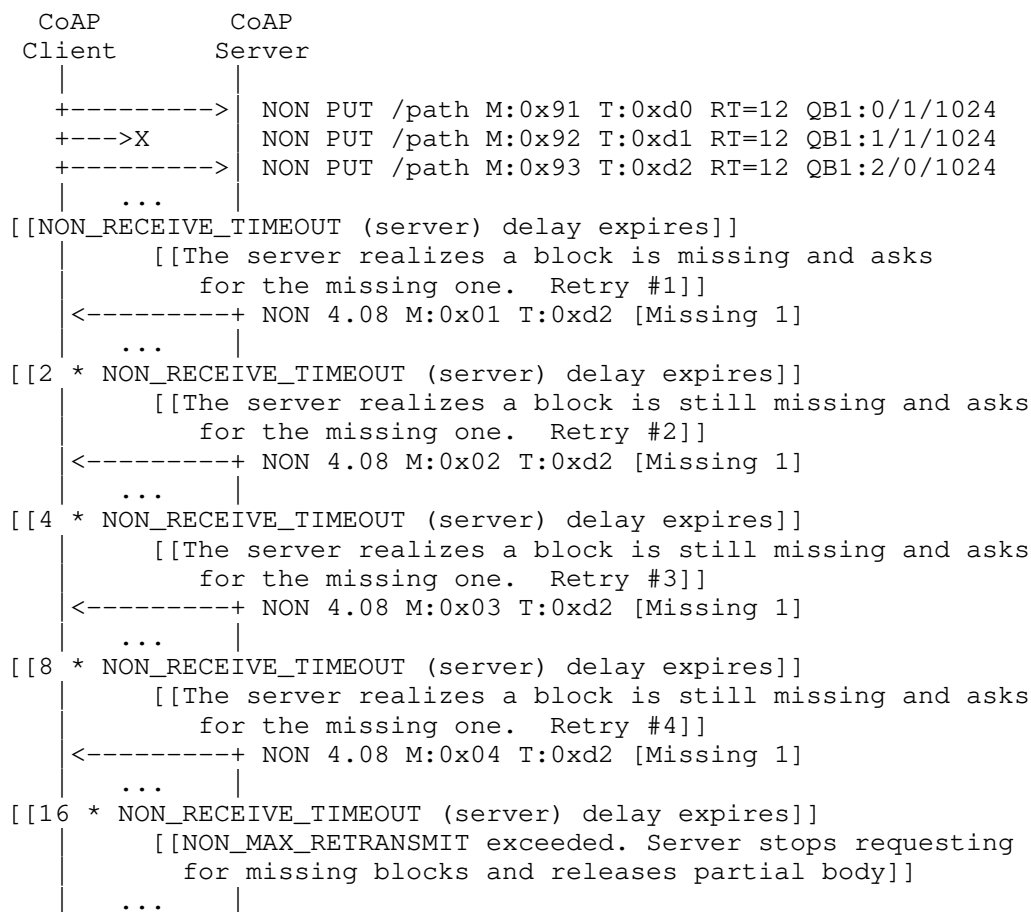 CoAP        CoAP
Client      Server
|          |
+--------->| NON PUT /path M:0x91 T:0xd0 RT=12 QB1:0/1/1024
+--->X     | NON PUT /path M:0x92 T:0xd1 RT=12 QB1:1/1/1024
+--------->| NON PUT /path M:0x93 T:0xd2 RT=12 QB1:2/0/1024
|   ...    |
[[NON_RECEIVE_TIMEOUT (server) delay expires]]
|     [[The server realizes a block is missing and asks
|        for the missing one.  Retry #1]]
|<---------+ NON 4.08 M:0x01 T:0xd2 [Missing 1]
|   ...    |
[[2 * NON_RECEIVE_TIMEOUT (server) delay expires]]
|     [[The server realizes a block is still missing and asks
|        for the missing one.  Retry #2]]
|<---------+ NON 4.08 M:0x02 T:0xd2 [Missing 1]
|   ...    |
[[4 * NON_RECEIVE_TIMEOUT (server) delay expires]]
|     [[The server realizes a block is still missing and asks
|        for the missing one.  Retry #3]]
|<---------+ NON 4.08 M:0x03 T:0xd2 [Missing 1]
|   ...    |
[[8 * NON_RECEIVE_TIMEOUT (server) delay expires]]
|     [[The server realizes a block is still missing and asks
|        for the missing one.  Retry #4]]
|<---------+ NON 4.08 M:0x04 T:0xd2 [Missing 1]
|   ...    |
[[16 * NON_RECEIVE_TIMEOUT (server) delay expires]]
|     [[NON_MAX_RETRANSMIT exceeded. Server stops requesting
|       for missing blocks and releases partial body]]
|   ...    |